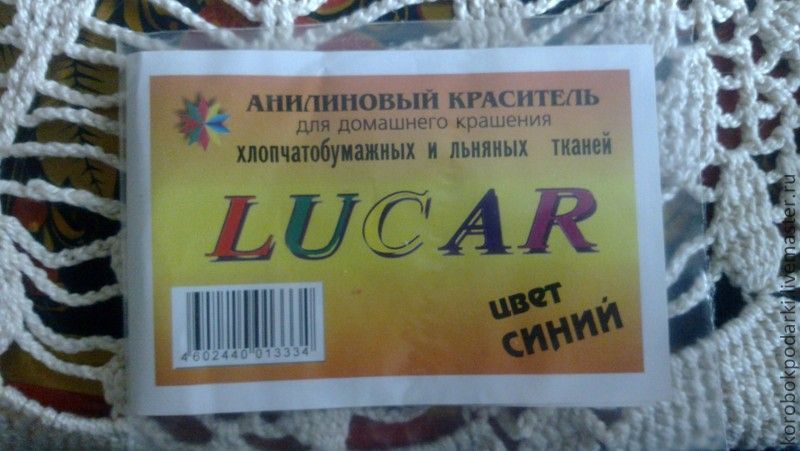 АНИЛИНОВЫЙ КРАСИТЕЛЬ
для домашнего крашения
хлопчатобумажных и льняных тканей
LUCAR
цвет
СИНИЙ
4602440013334
korobokpodarki.livemaster.ru